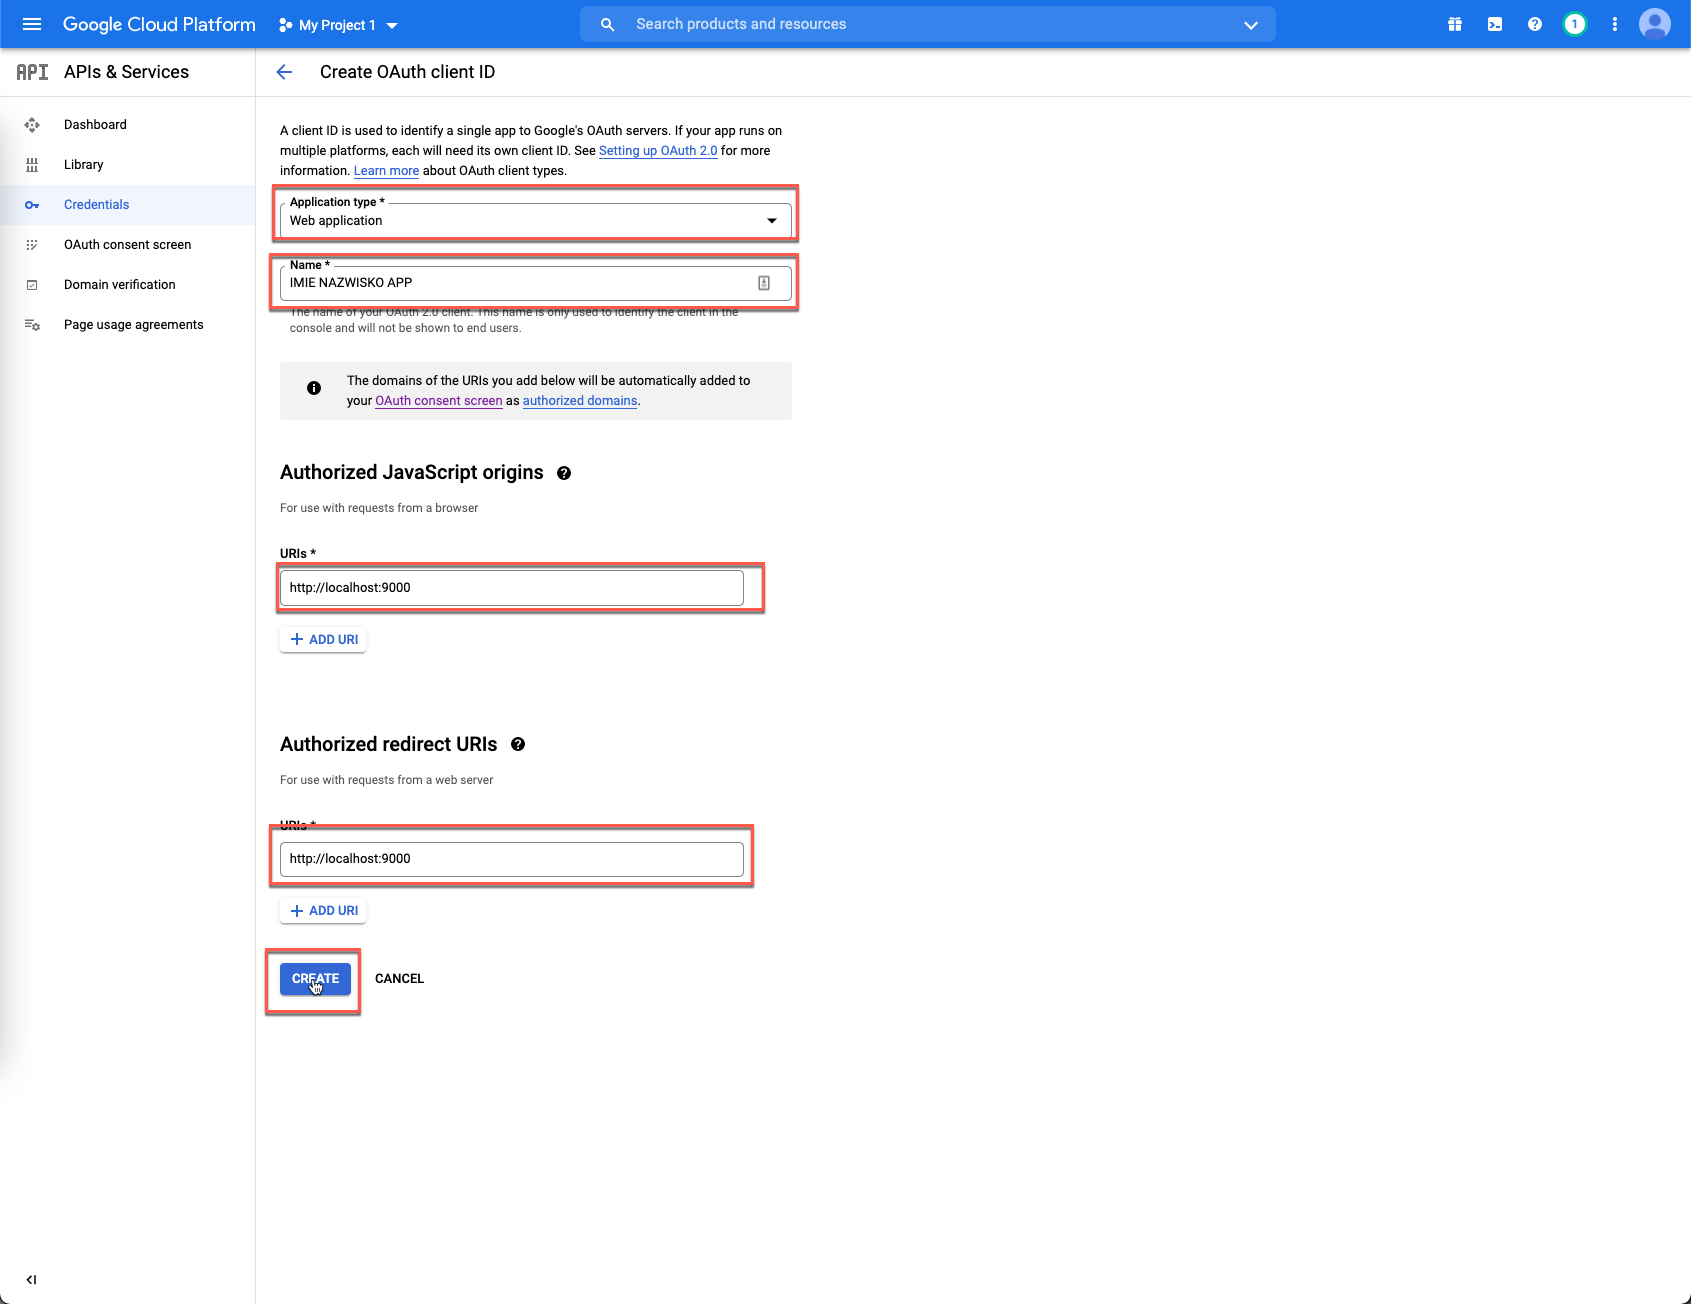 Google Cloud Platform
My Project 1
Search products and resources
1
API
APIs & Services
Create OAuth client ID
Dashboard
Library
Credentials
OAuth consent screen
Domain verification
Page usage agreements
A client ID is used to identify a single app to Google's OAuth servers. If your app runs on
multiple platforms, each will need its own client ID. See Setting up OAuth 2.0 for more
information. Learn more about OAuth client types.
Application type *
Web application
Name *
IMIE NAZWISKO APP
The name of your OAuth 2.0 client. This name is only used to identify the client in the
console and will not be shown to end users.
The domains of the URIs you add below will be automatically added to
your OAuth consent screen as authorized domains.
Authorized JavaScript origins
For use with requests from a browser
URIs *
http://localhost:9000
ADD URI
Authorized redirect URIs
For use with requests from a web server
URIs *
http://localhost:9000
ADD URI
CREATE
CANCEL